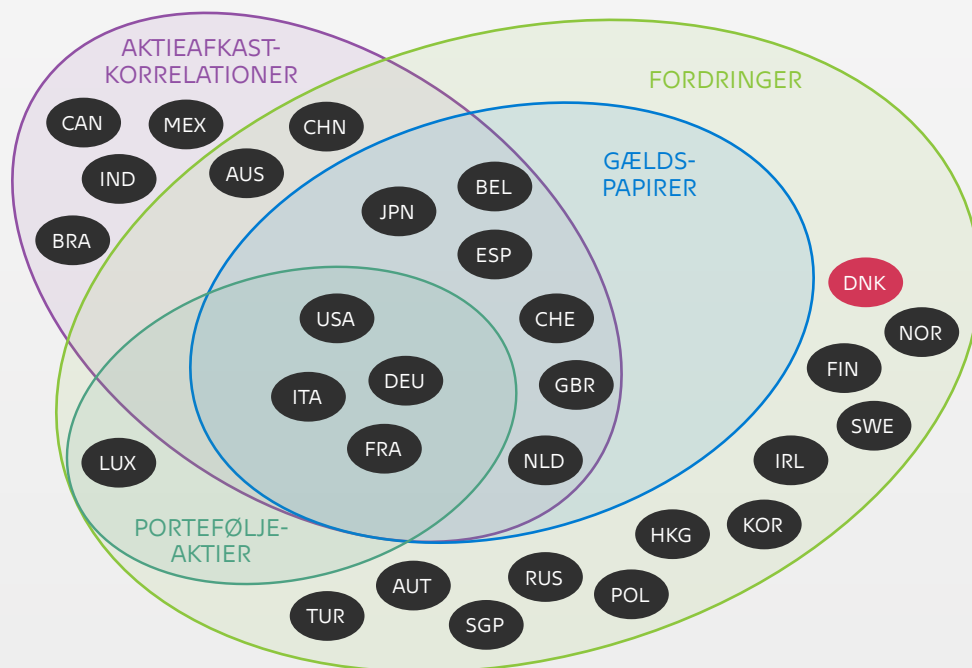 AKTIEAFKAST-
KORRELATIONER
FORDRINGER
CAN
MEX
CHN
IND
AUS
GÆLDS-
PAPIRER
BEL
JPN
BRA
ESP
DNK
USA
CHE
NOR
FIN
DEU
GBR
ITA
SWE
FRA
LUX
NLD
IRL
PORTEFØLJE-
AKTIER
HKG
KOR
AUT
RUS
POL
TUR
SGP